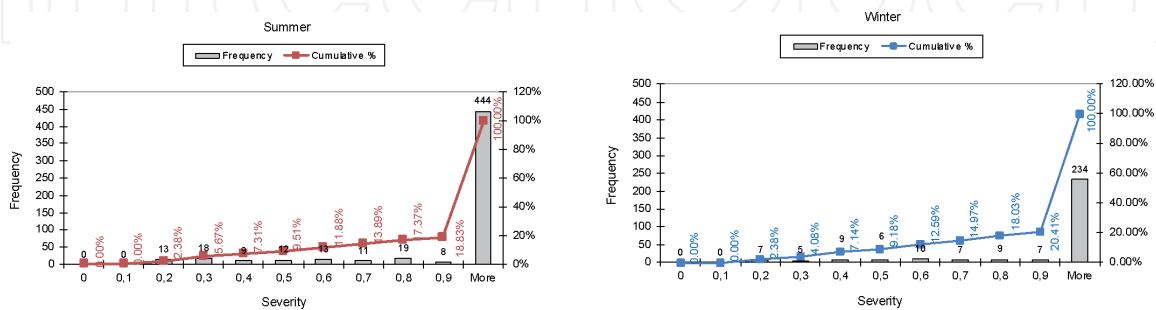 Summer
Frequency Cumulative %
Frequency
500
450
400
350
300
250
200
150
100
50
0
0 0 13 18 9 12 13 11 19 8 444
0.00% 0.00% 2.38% 5.67% 7.31% 9.51% 11.88% 13.89% 17.37% 18.83% 100.00%
120%
100%
80%
60%
40%
20%
0%
0 0,1 0,2 0,3 0,4 0,5 0,6 0,7 0,8 0,9 More
Severity
Winter
Frequency Cumulative %
Frequency
500
450
400
350
300
250
200
150
100
50
0
0 0 7 5 9 6 10 7 9 7 234
0.00% 0.00% 2.38% 4.08% 7.14% 9.18% 12.59% 14.97% 18.03% 20.41% 100.00%
120.00%
100.00%
80.00%
60.00%
40.00%
20.00%
0.00%
0 0,1 0,2 0,3 0,4 0,5 0,6 0,7 0,8 0,9 More
Severity